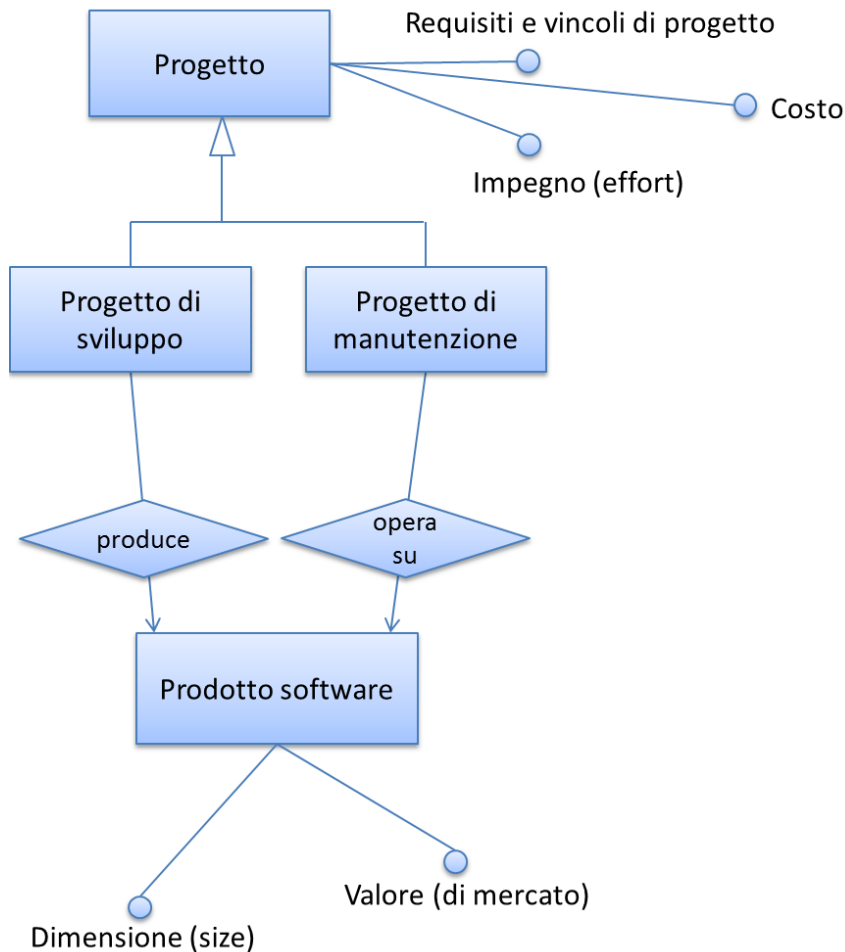 Requisiti e vincoli di progetto
Progetto
Costo
Impegno (effort)
Progetto di
sviluppo
Progetto di
manutenzione
produce
opera
su
Prodotto software
Valore (di mercato)
Dimensione (size)